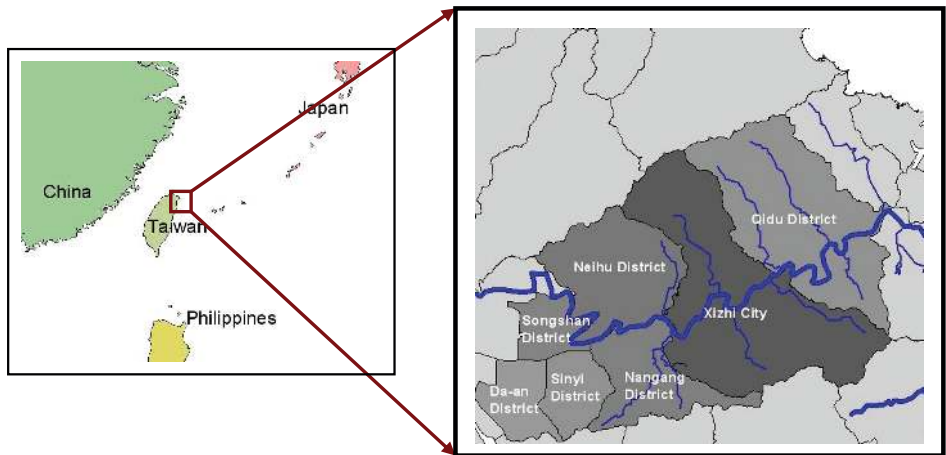 Japan
China
Taiwan
Philippines
Qidu District
Neihu District
Xizhi City
Songshan
District
Sinyi
District
Nangang
District
Da-an
District